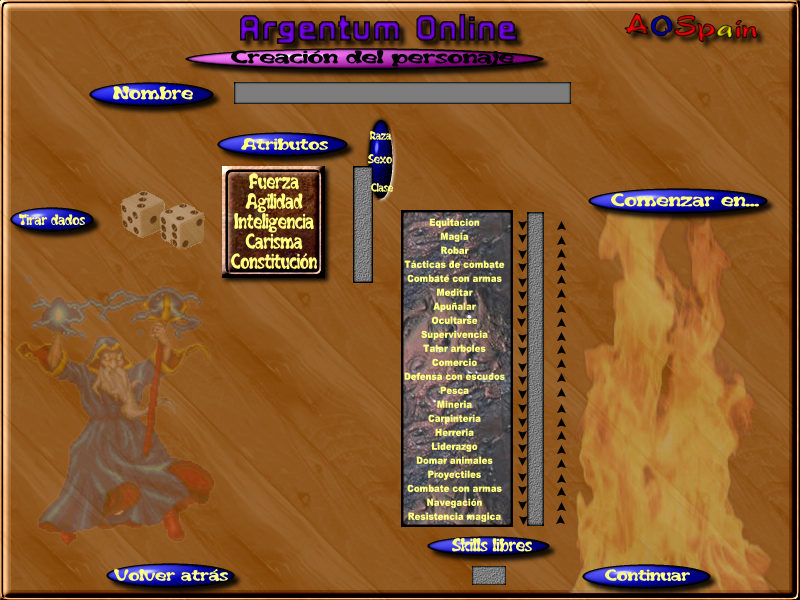 Argentum Online
AOSpain
Creación del personaje
Nombre
Atributos
Raza
Sexo
Clase
Fuerza
Agilidad
Inteligencia
Carisma
Constitución
Tirar dados
Comenzar en...
Equitacion
Magia
Robar
Tácticas de combate
Combate con armas
Meditar
Apuñalar
Ocultarse
Supervivencia
Talar arboles
Comercio
Defensa con escudos
Pesca
Mineria
Carpinteria
Herreria
Liderazgo
Domar animales
Proyectiles
Combate con armas
Navegación
Resistencia magica
Skills libres
Volver atrás
Continuar